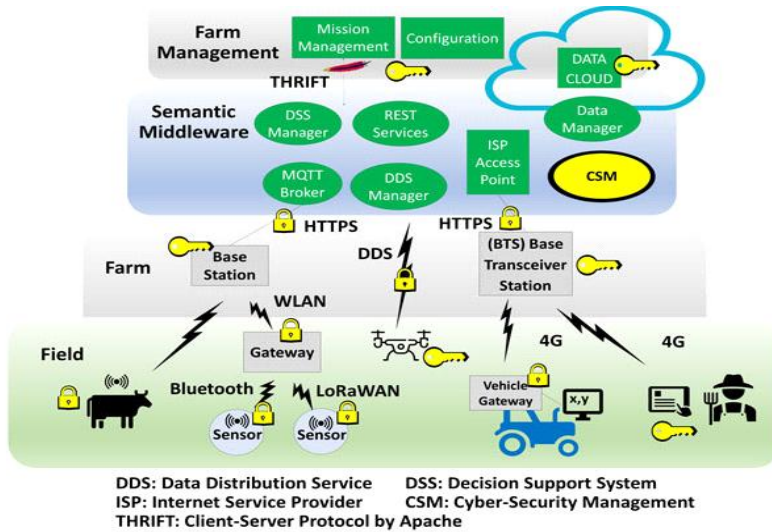 Farm
Management
Mission
Management
Configuration
DATA
CLOUD
THRIFT
Semantic
Middleware
DSS
Manager
REST
Services
Data
Manager
ISP
Access
Point
MQTT
Broker
DDS
Manager
CSM
HTTPS
HTTPS
Farm
Base
Station
DDS
(BTS) Base
Transceiver
Station
WLAN
Field
Gateway
4G
4G
Bluetooth
LoRaWAN
Vehicle
Gateway
x,y
Sensor
Sensor
DDS: Data Distribution Service
DSS: Decision Support System
ISP: Internet Service Provider
CSM: Cyber-Security Management
THRIFT: Client-Server Protocol by Apache